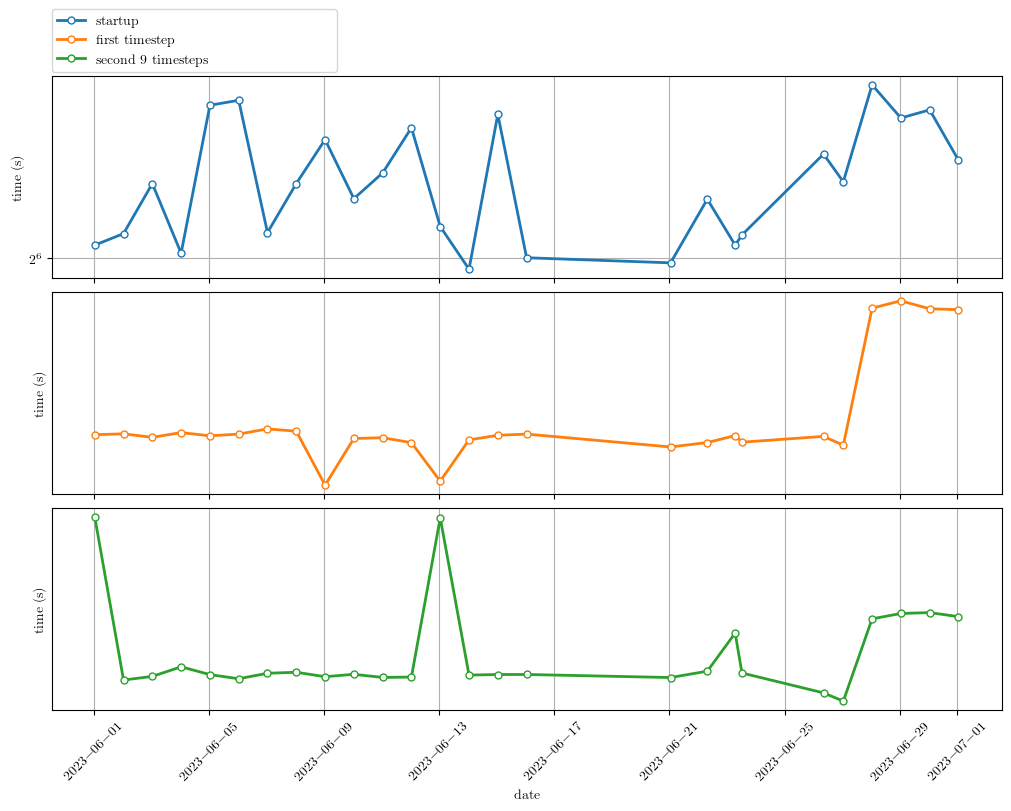 startup
first timestep
second 9 timesteps
time (s)
2^6
time (s)
time (s)
2023−06−01
2023−06−05
2023−06−09
2023−06−13
2023−06−17
2023−06−21
2023−06−25
2023−06−29
2023−07−01
date